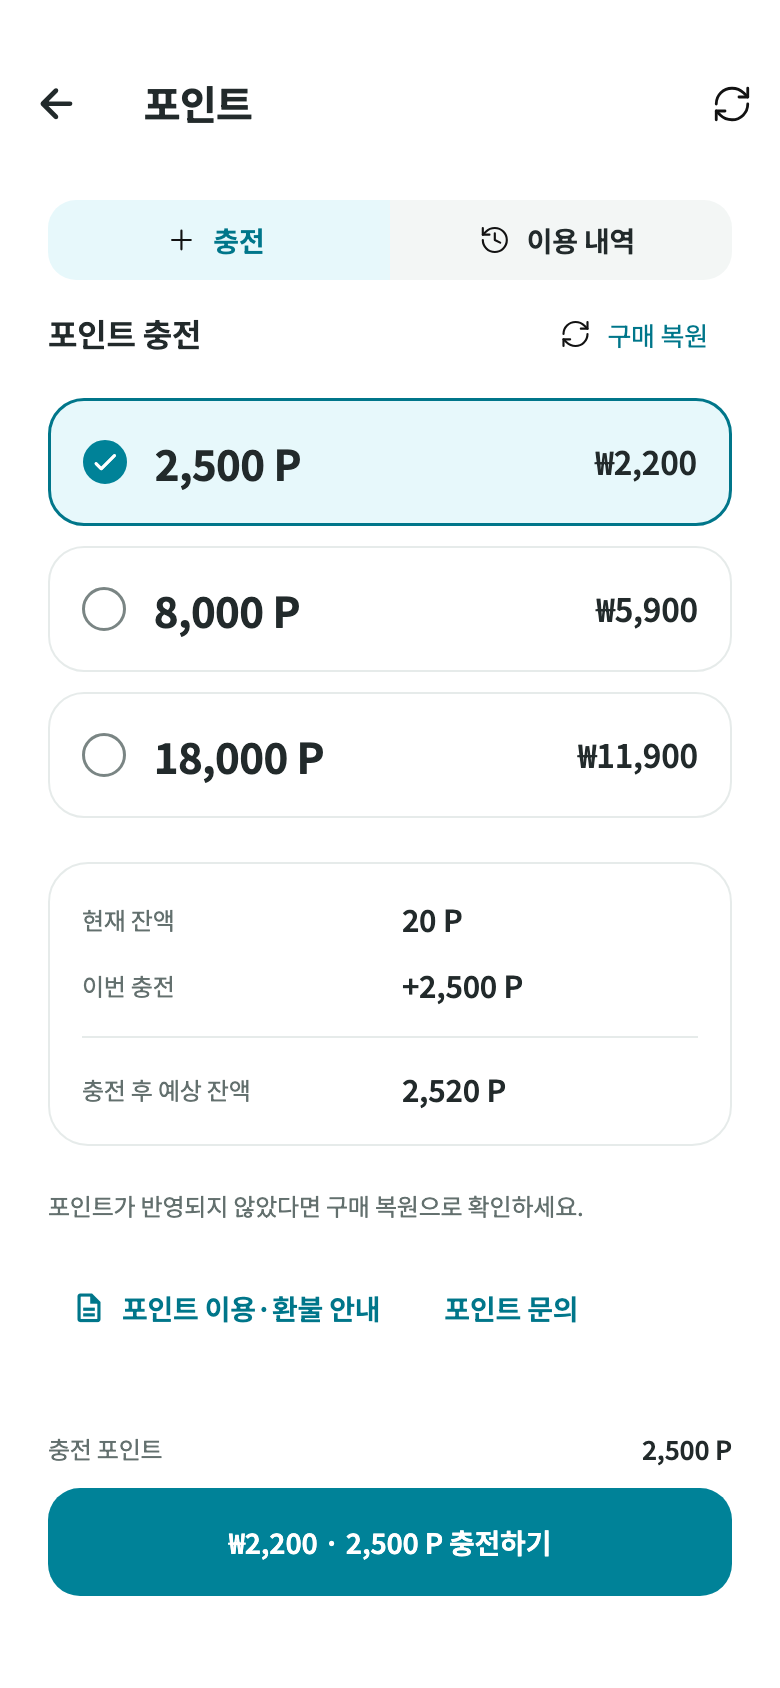 포인트
충전
이용 내역
포인트 충전
구매 복원
2,500 P
₩2,200
8,000 P
₩5,900
18,000 P
₩11,900
현재 잔액
20 P
이번 충전
+2,500 P
충전 후 예상 잔액
2,520 P
포인트가 반영되지 않았다면 구매 복원으로 확인하세요.
포인트 이용·환불 안내
포인트 문의
충전 포인트
2,500 P
₩2,200 · 2,500 P 충전하기